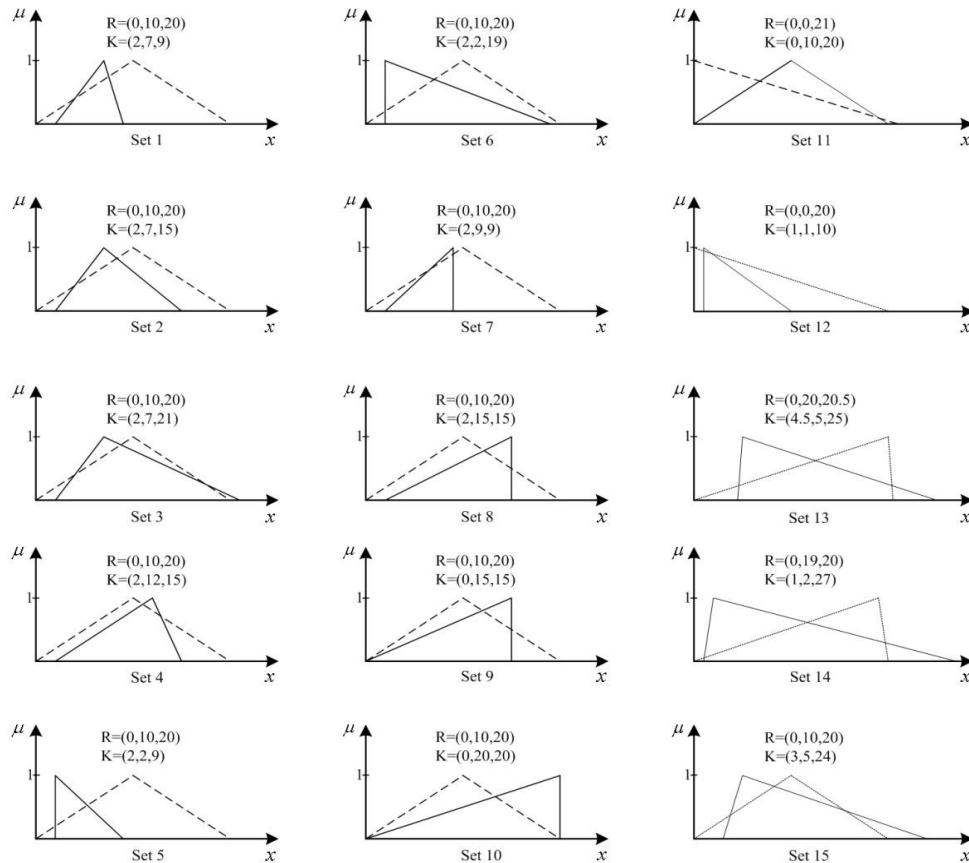 μ
R=(0,10,20)
K=(2,7,9)
1
Set 1
x
μ
R=(0,10,20)
K=(2,2,19)
1
Set 6
x
μ
R=(0,0,21)
K=(0,10,20)
1
Set 11
x
μ
R=(0,10,20)
K=(2,7,15)
1
Set 2
x
μ
R=(0,10,20)
K=(2,9,9)
1
Set 7
x
μ
R=(0,0,20)
K=(1,1,10)
1
Set 12
x
μ
R=(0,10,20)
K=(2,7,21)
1
Set 3
x
μ
R=(0,10,20)
K=(2,15,15)
1
Set 8
x
μ
R=(0,20,20.5)
K=(4.5,5,25)
1
Set 13
x
μ
R=(0,10,20)
K=(2,12,15)
1
Set 4
x
μ
R=(0,10,20)
K=(0,15,15)
1
Set 9
x
μ
R=(0,19,20)
K=(1,2,27)
1
Set 14
x
μ
R=(0,10,20)
K=(2,2,9)
1
Set 5
x
μ
R=(0,10,20)
K=(0,20,20)
1
Set 10
x
μ
R=(0,10,20)
K=(3,5,24)
1
Set 15
x